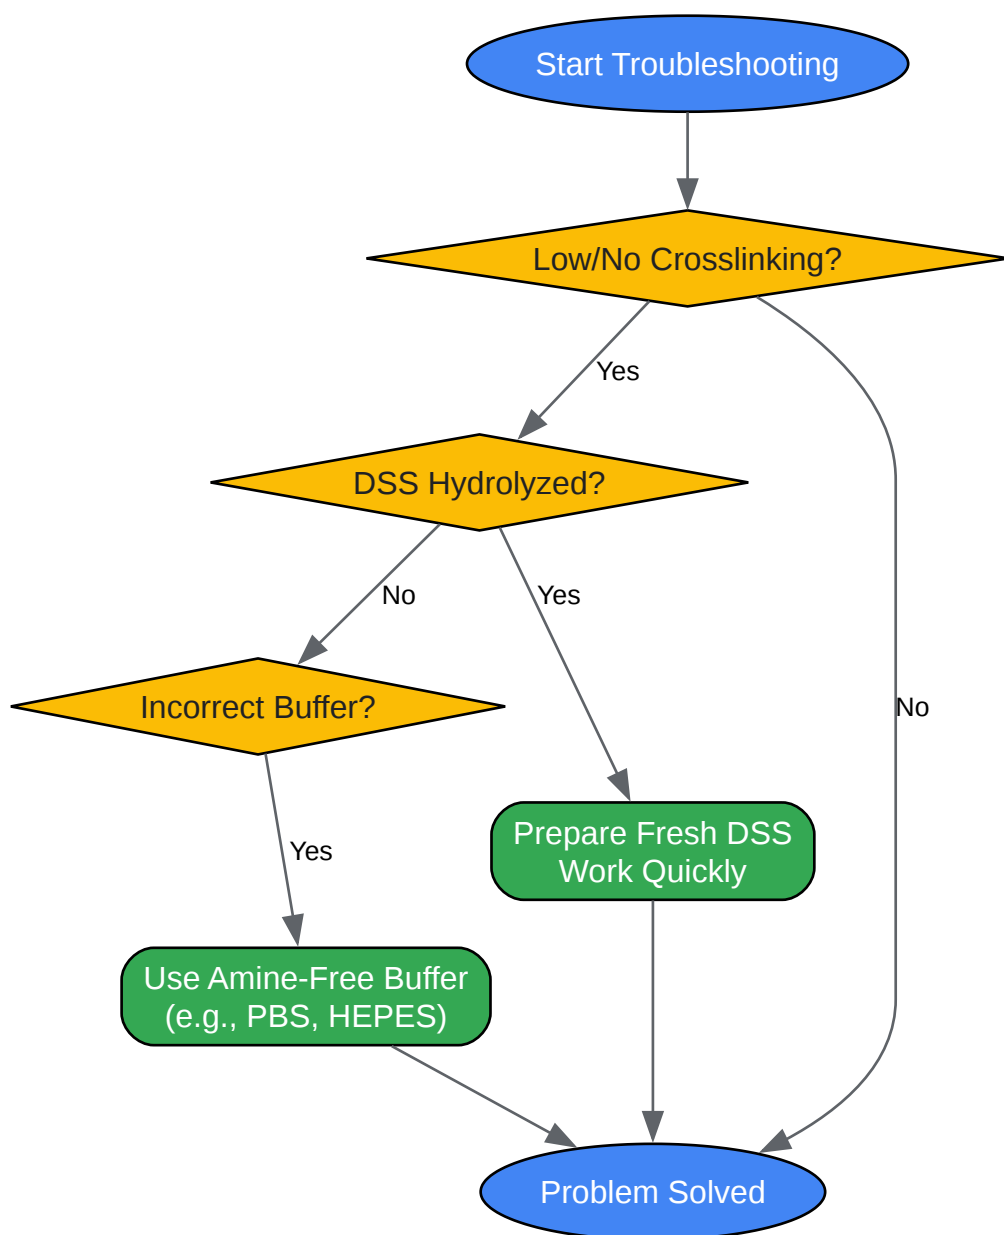 Start Troubleshooting
Low/No Crosslinking?
Yes
DSS Hydrolyzed?
No
Yes
Incorrect Buffer?
No
Prepare Fresh DSS
Work Quickly
Yes
Use Amine-Free Buffer
(e.g., PBS, HEPES)
Problem Solved